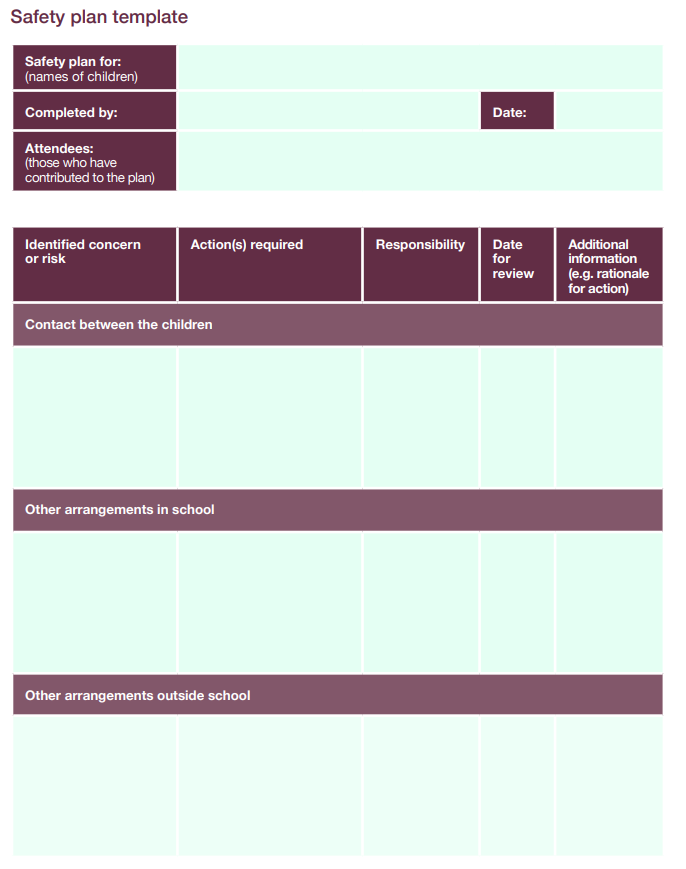 Safety plan template
Safety plan for:
(names of children)
Completed by:
Date:
Attendees:
(those who have
contributed to the plan)
Identified concern
or risk
Action(s) required
Responsibility
Date
for
review
Additional
information
(e.g. rationale
for action)
Contact between the children
Other arrangements in school
Other arrangements outside school